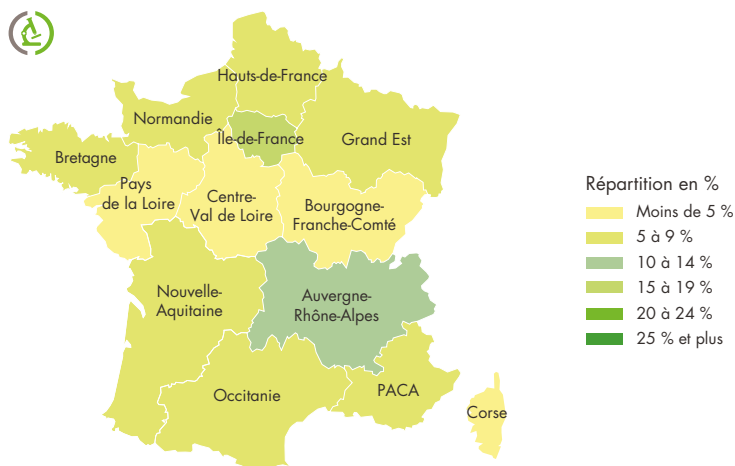 Hauts-de-France
Normandie
Île-de-France
Grand Est
Bretagne
Pays
de la Loire
Centre-
Val de Loire
Bourgogne-
Franche-Comté
Nouvelle-
Aquitaine
Auvergne-
Rhône-Alpes
Occitanie
PACA
Corse
Répartition en %
Moins de 5 %
5 à 9 %
10 à 14 %
15 à 19 %
20 à 24 %
25 % et plus